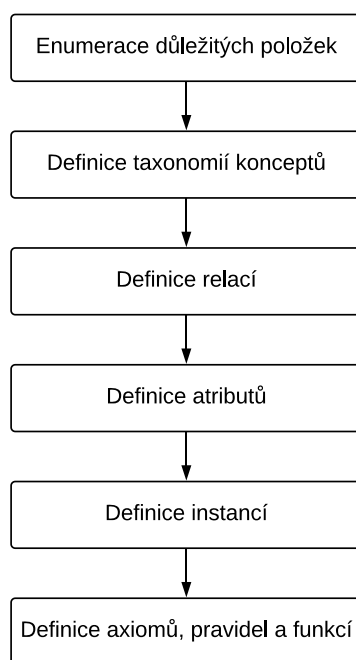 Enumerace důležitých položek
Definice taxonomií konceptů
Definice relací
Definice atributů
Definice instancí
Definice axiomů, pravidel a funkcí